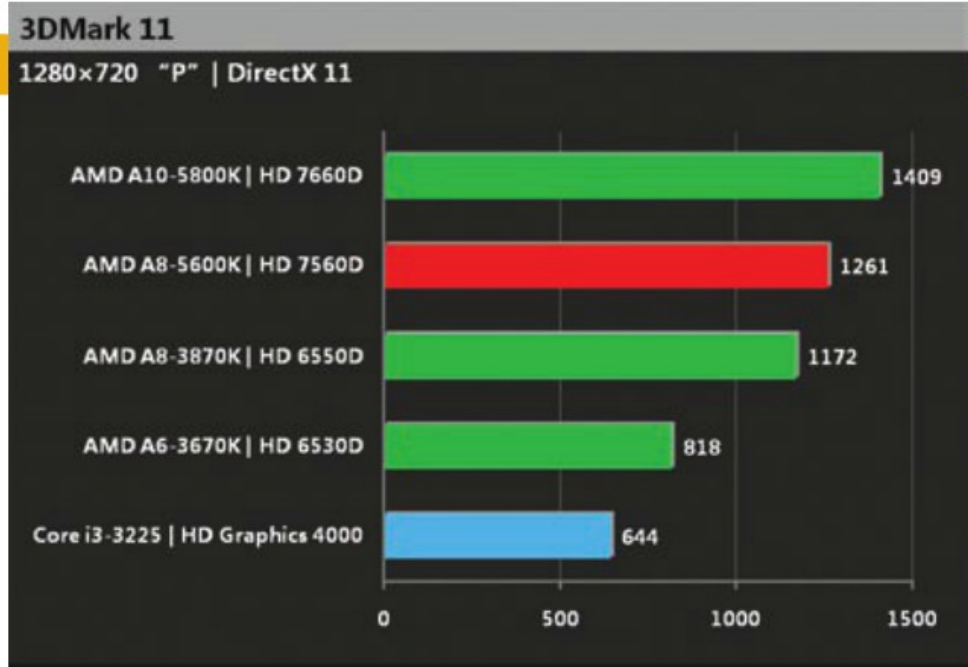 3DMark 11
1280×720 “P” | DirectX 11
AMD A10-5800K | HD 7660D 1409
AMD A8-5600K | HD 7560D 1261
AMD A8-3870K | HD 6550D 1172
AMD A6-3670K | HD 6530D 818
Core i3-3225 | HD Graphics 4000 644
0 500 1000 1500